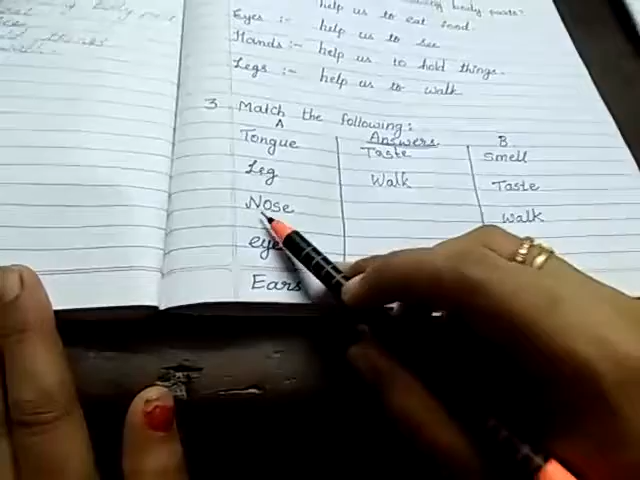 help us to eat food.
Eyes :- help us to see
Hands :- help us to hold things.
Legs :- help us to walk
3 Match the following:
A Answers B
Tongue Taste Smell
Leg Walk Taste
Nose Walk
eye
Ears